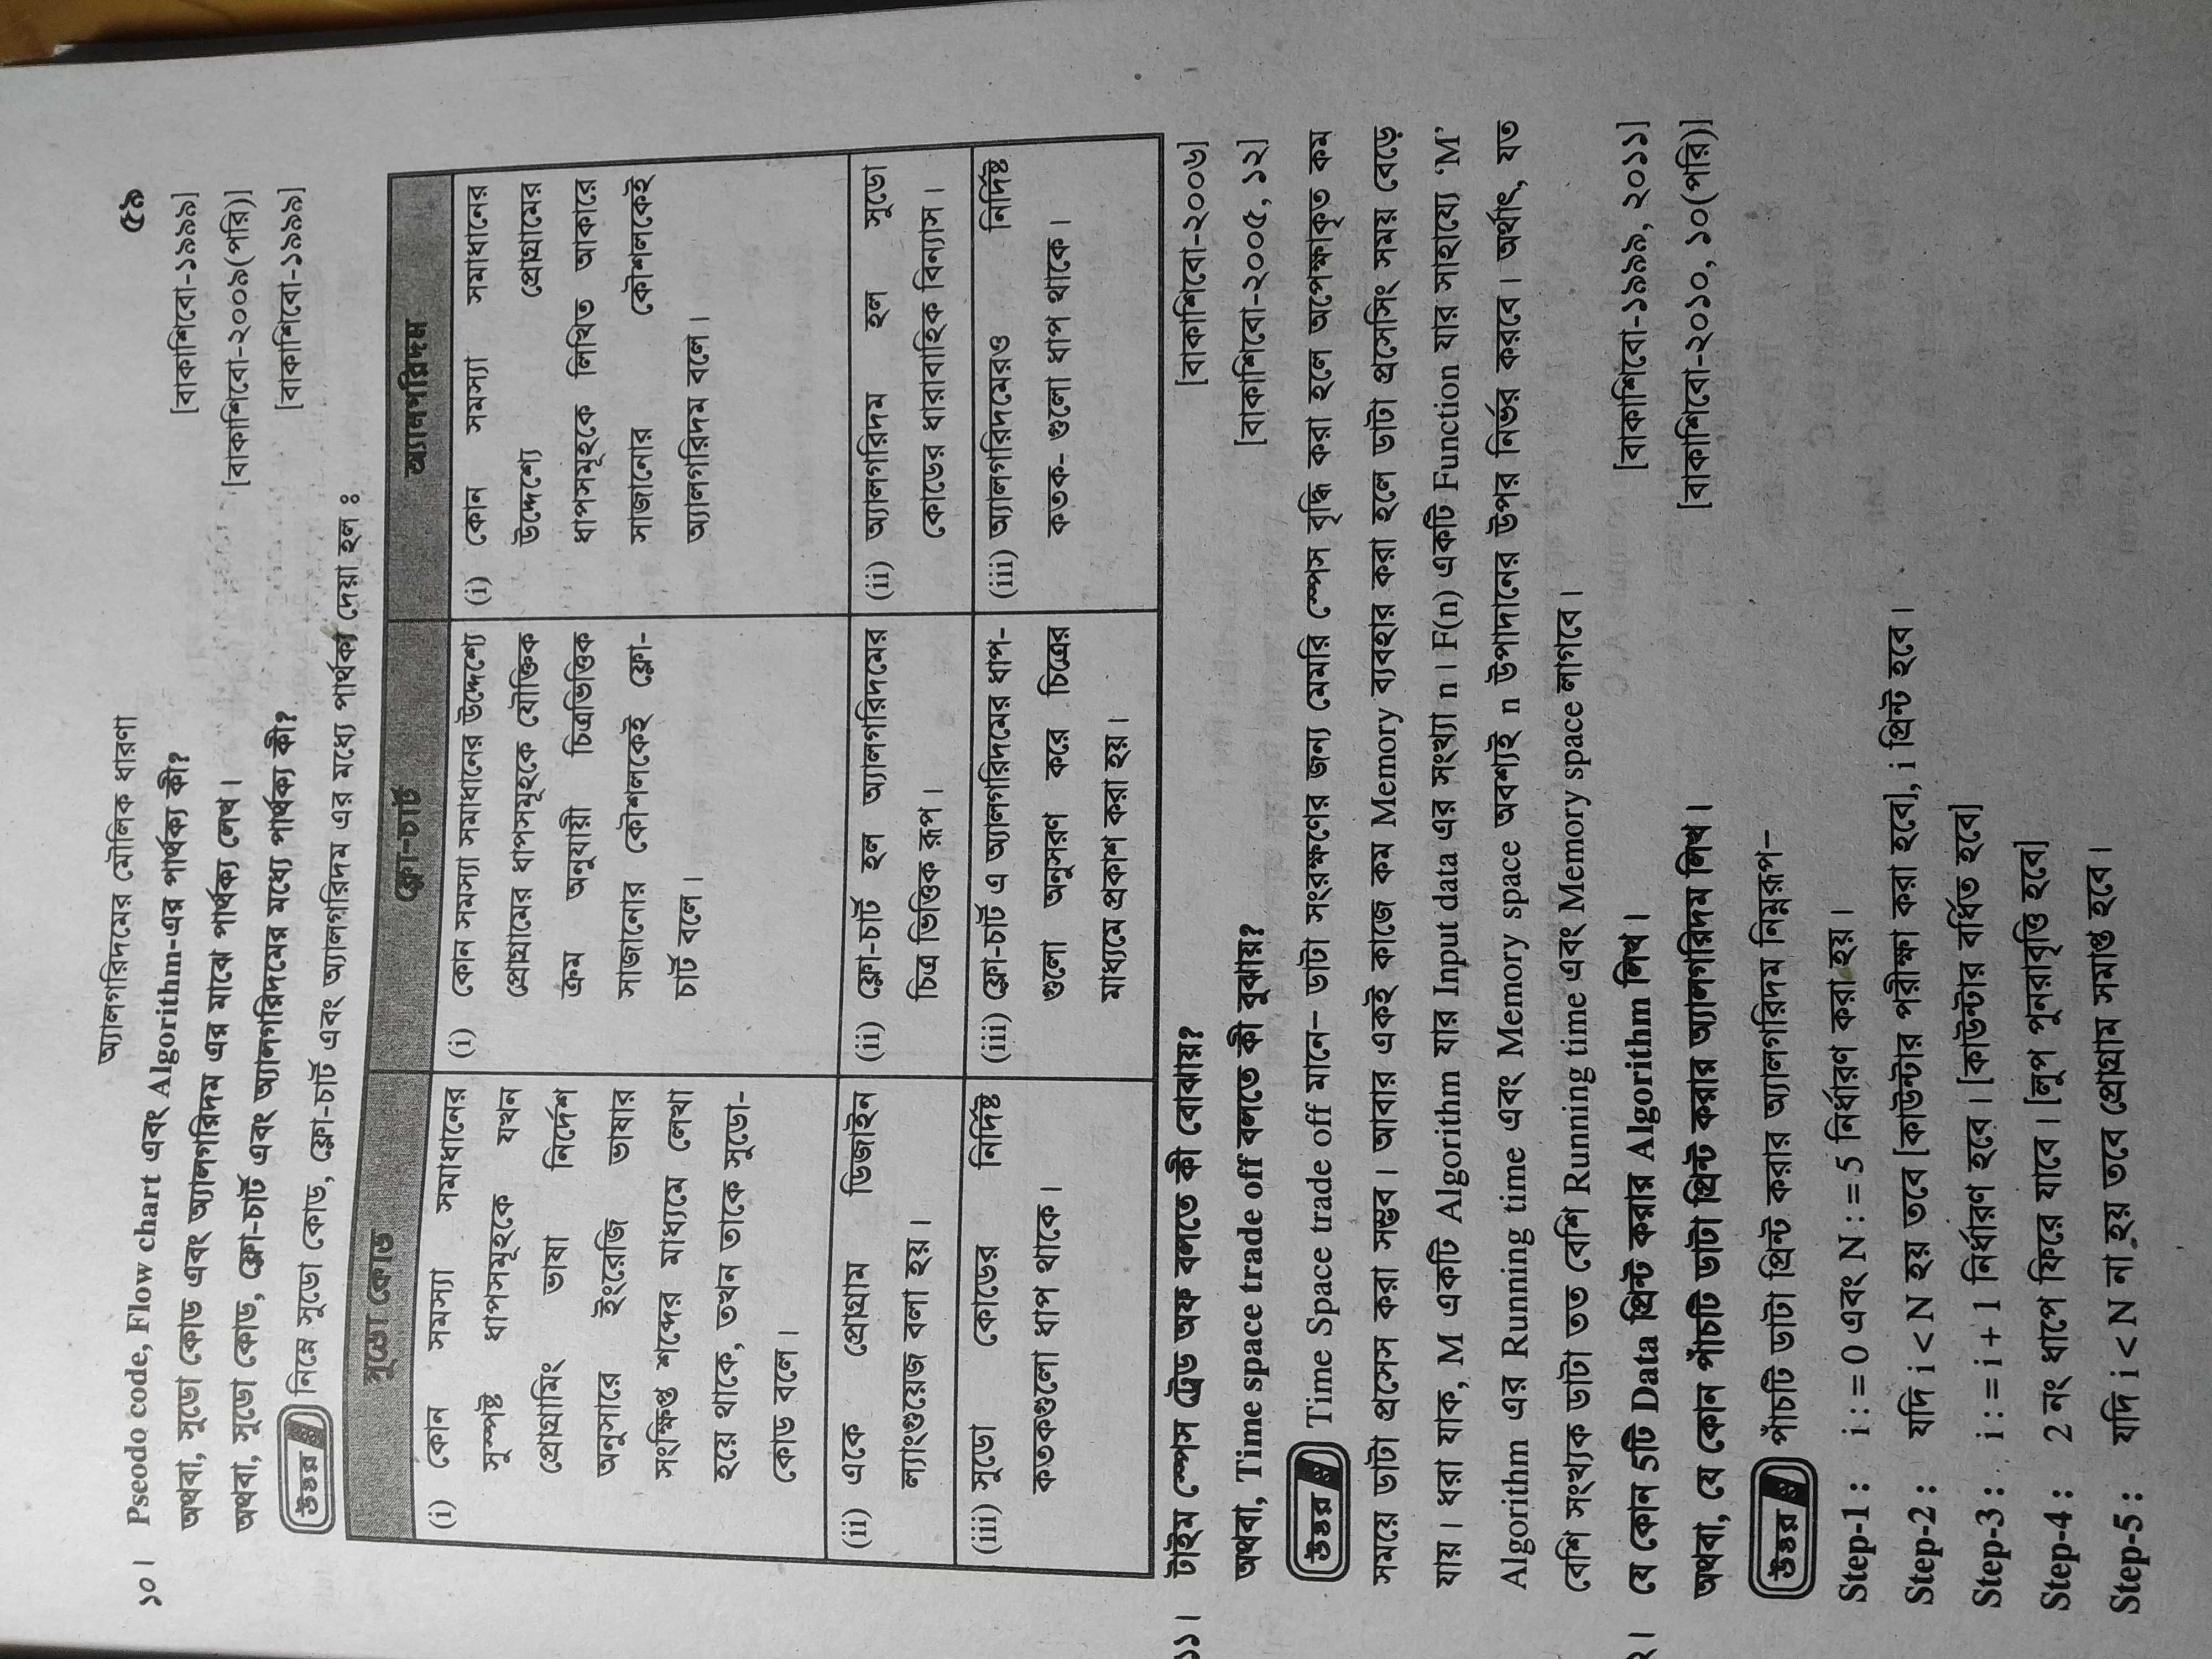 অ্যালগরিদমের মৌলিক ধারণা ৫৯
১০। Pseodo code, Flow chart এবং Algorithm-এর পার্থক্য কী? [বাকাশিবো-১৯৯৯]
অথবা, সুডো কোড এবং অ্যালগরিদম এর মাঝে পার্থক্য লেখ। [বাকাশিবো-২০০৯(পরি)]
অথবা, সুডো কোড, ফ্লো-চার্ট এবং অ্যালগরিদমের মধ্যে পার্থক্য কী? [বাকাশিবো-১৯৯৯]
উত্তর ঃ নিম্নে সুডো কোড, ফ্লো-চার্ট এবং অ্যালগরিদম এর মধ্যে পার্থক্য দেয়া হল ঃ
সুডো কোড
(i) কোন সমস্যা সমাধানের
সুস্পষ্ট ধাপসমূহকে যখন
প্রোগ্রামিং ভাষা নির্দেশ
অনুসারে ইংরেজি ভাষার
সংক্ষিপ্ত শব্দের মাধ্যমে লেখা
হয়ে থাকে, তখন তাকে সুডো-
কোড বলে।
ফ্লো-চার্ট
(i) কোন সমস্যা সমাধানের উদ্দেশ্যে
প্রোগ্রামের ধাপসমূহকে যৌক্তিক
ক্রম অনুযায়ী চিত্রভিত্তিক
সাজানোর কৌশলকেই ফ্লো-
চার্ট বলে।
অ্যালগরিদম
(i) কোন সমস্যা সমাধানের
উদ্দেশ্যে প্রোগ্রামের
ধাপসমূহকে লিখিত আকারে
সাজানোর কৌশলকেই
অ্যালগরিদম বলে।
(ii) একে প্রোগ্রাম ডিজাইন
ল্যাংগুয়েজ বলা হয়।
(ii) ফ্লো-চার্ট হল অ্যালগরিদমের
চিত্র ভিত্তিক রূপ।
(ii) অ্যালগরিদম হল সুডো
কোডের ধারাবাহিক বিন্যাস।
(iii) সুডো কোডের নির্দিষ্ট
কতকগুলো ধাপ থাকে।
(iii) ফ্লো-চার্ট এ অ্যালগরিদমের ধাপ-
গুলো অনুসরণ করে চিত্রের
মাধ্যমে প্রকাশ করা হয়।
(iii) অ্যালগরিদমেরও নির্দিষ্ট
কতক- গুলো ধাপ থাকে।
১১। টাইম স্পেস ট্রেড অফ বলতে কী বোঝায়? [বাকাশিবো-২০০৬]
অথবা, Time space trade off বলতে কী বুঝায়? [বাকাশিবো-২০০৫, ১২]
উত্তর ঃ Time Space trade off মানে– ডাটা সংরক্ষণের জন্য মেমরি স্পেস বৃদ্ধি করা হলে অপেক্ষাকৃত কম
সময়ে ডাটা প্রসেস করা সম্ভব। আবার একই কাজে কম Memory ব্যবহার করা হলে ডাটা প্রসেসিং সময় বেড়ে
যায়। ধরা যাক, M একটি Algorithm যার Input data এর সংখ্যা n। F(n) একটি Function যার সাহায্যে ‘M’
Algorithm এর Running time এবং Memory space অবশ্যই n উপাদানের উপর নির্ভর করবে। অর্থাৎ, যত
বেশি সংখ্যক ডাটা তত বেশি Running time এবং Memory space লাগবে।
২। যে কোন 5টি Data প্রিন্ট করার Algorithm লিখ। [বাকাশিবো-১৯৯৯, ২০১১]
অথবা, যে কোন পাঁচটি ডাটা প্রিন্ট করার অ্যালগরিদম লিখ। [বাকাশিবো-২০১০, ১০(পরি)]
উত্তর ঃ পাঁচটি ডাটা প্রিন্ট করার অ্যালগরিদম নিম্নরূপ–
Step-1 : i : = 0 এবং N : = 5 নির্ধারণ করা হয়।
Step-2 : যদি i < N হয় তবে [কাউন্টার পরীক্ষা করা হবে], i প্রিন্ট হবে।
Step-3 : i : = i + 1 নির্ধারণ হবে। [কাউন্টার বর্ধিত হবে]
Step-4 : 2 নং ধাপে ফিরে যাবে। [লুপ পুনরাবৃত্তি হবে]
Step-5 : যদি i < N না হয় তবে প্রোগ্রাম সমাপ্ত হবে।